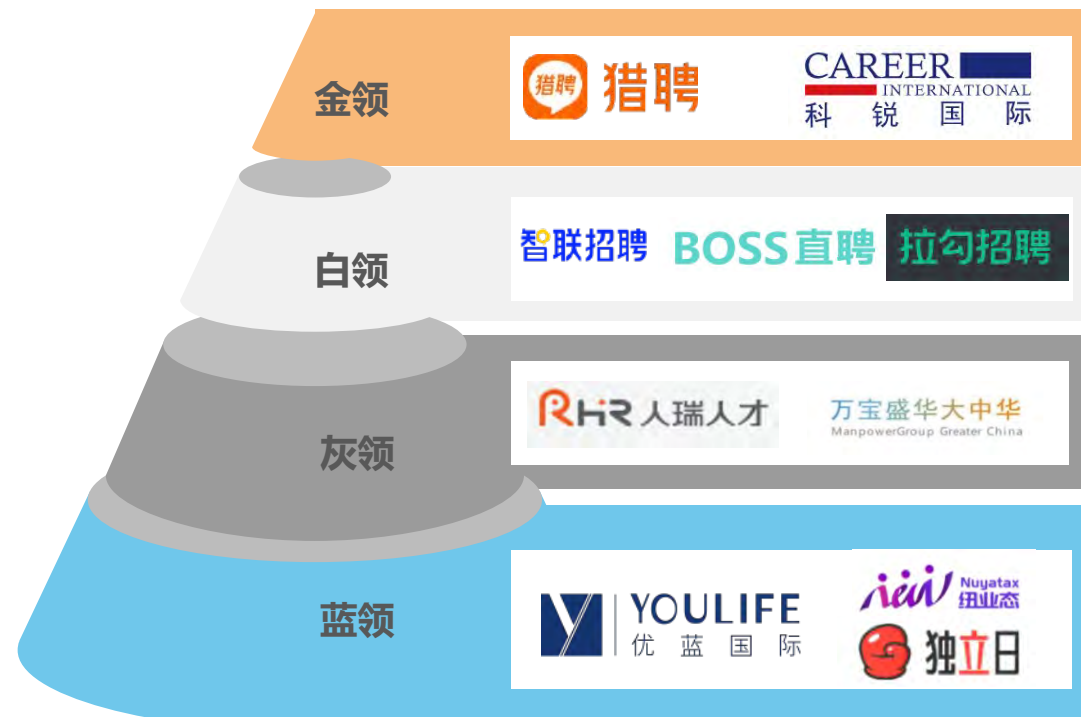 金领
猎聘
猎聘
CAREER
INTERNATIONAL
科锐国际
白领
智联招聘
BOSS直聘
拉勾招聘
灰领
RHR人瑞人才
万宝盛华大中华
ManpowerGroup Greater China
蓝领
YOULIFE
优蓝国际
Nuyatax
纽业态
独立日